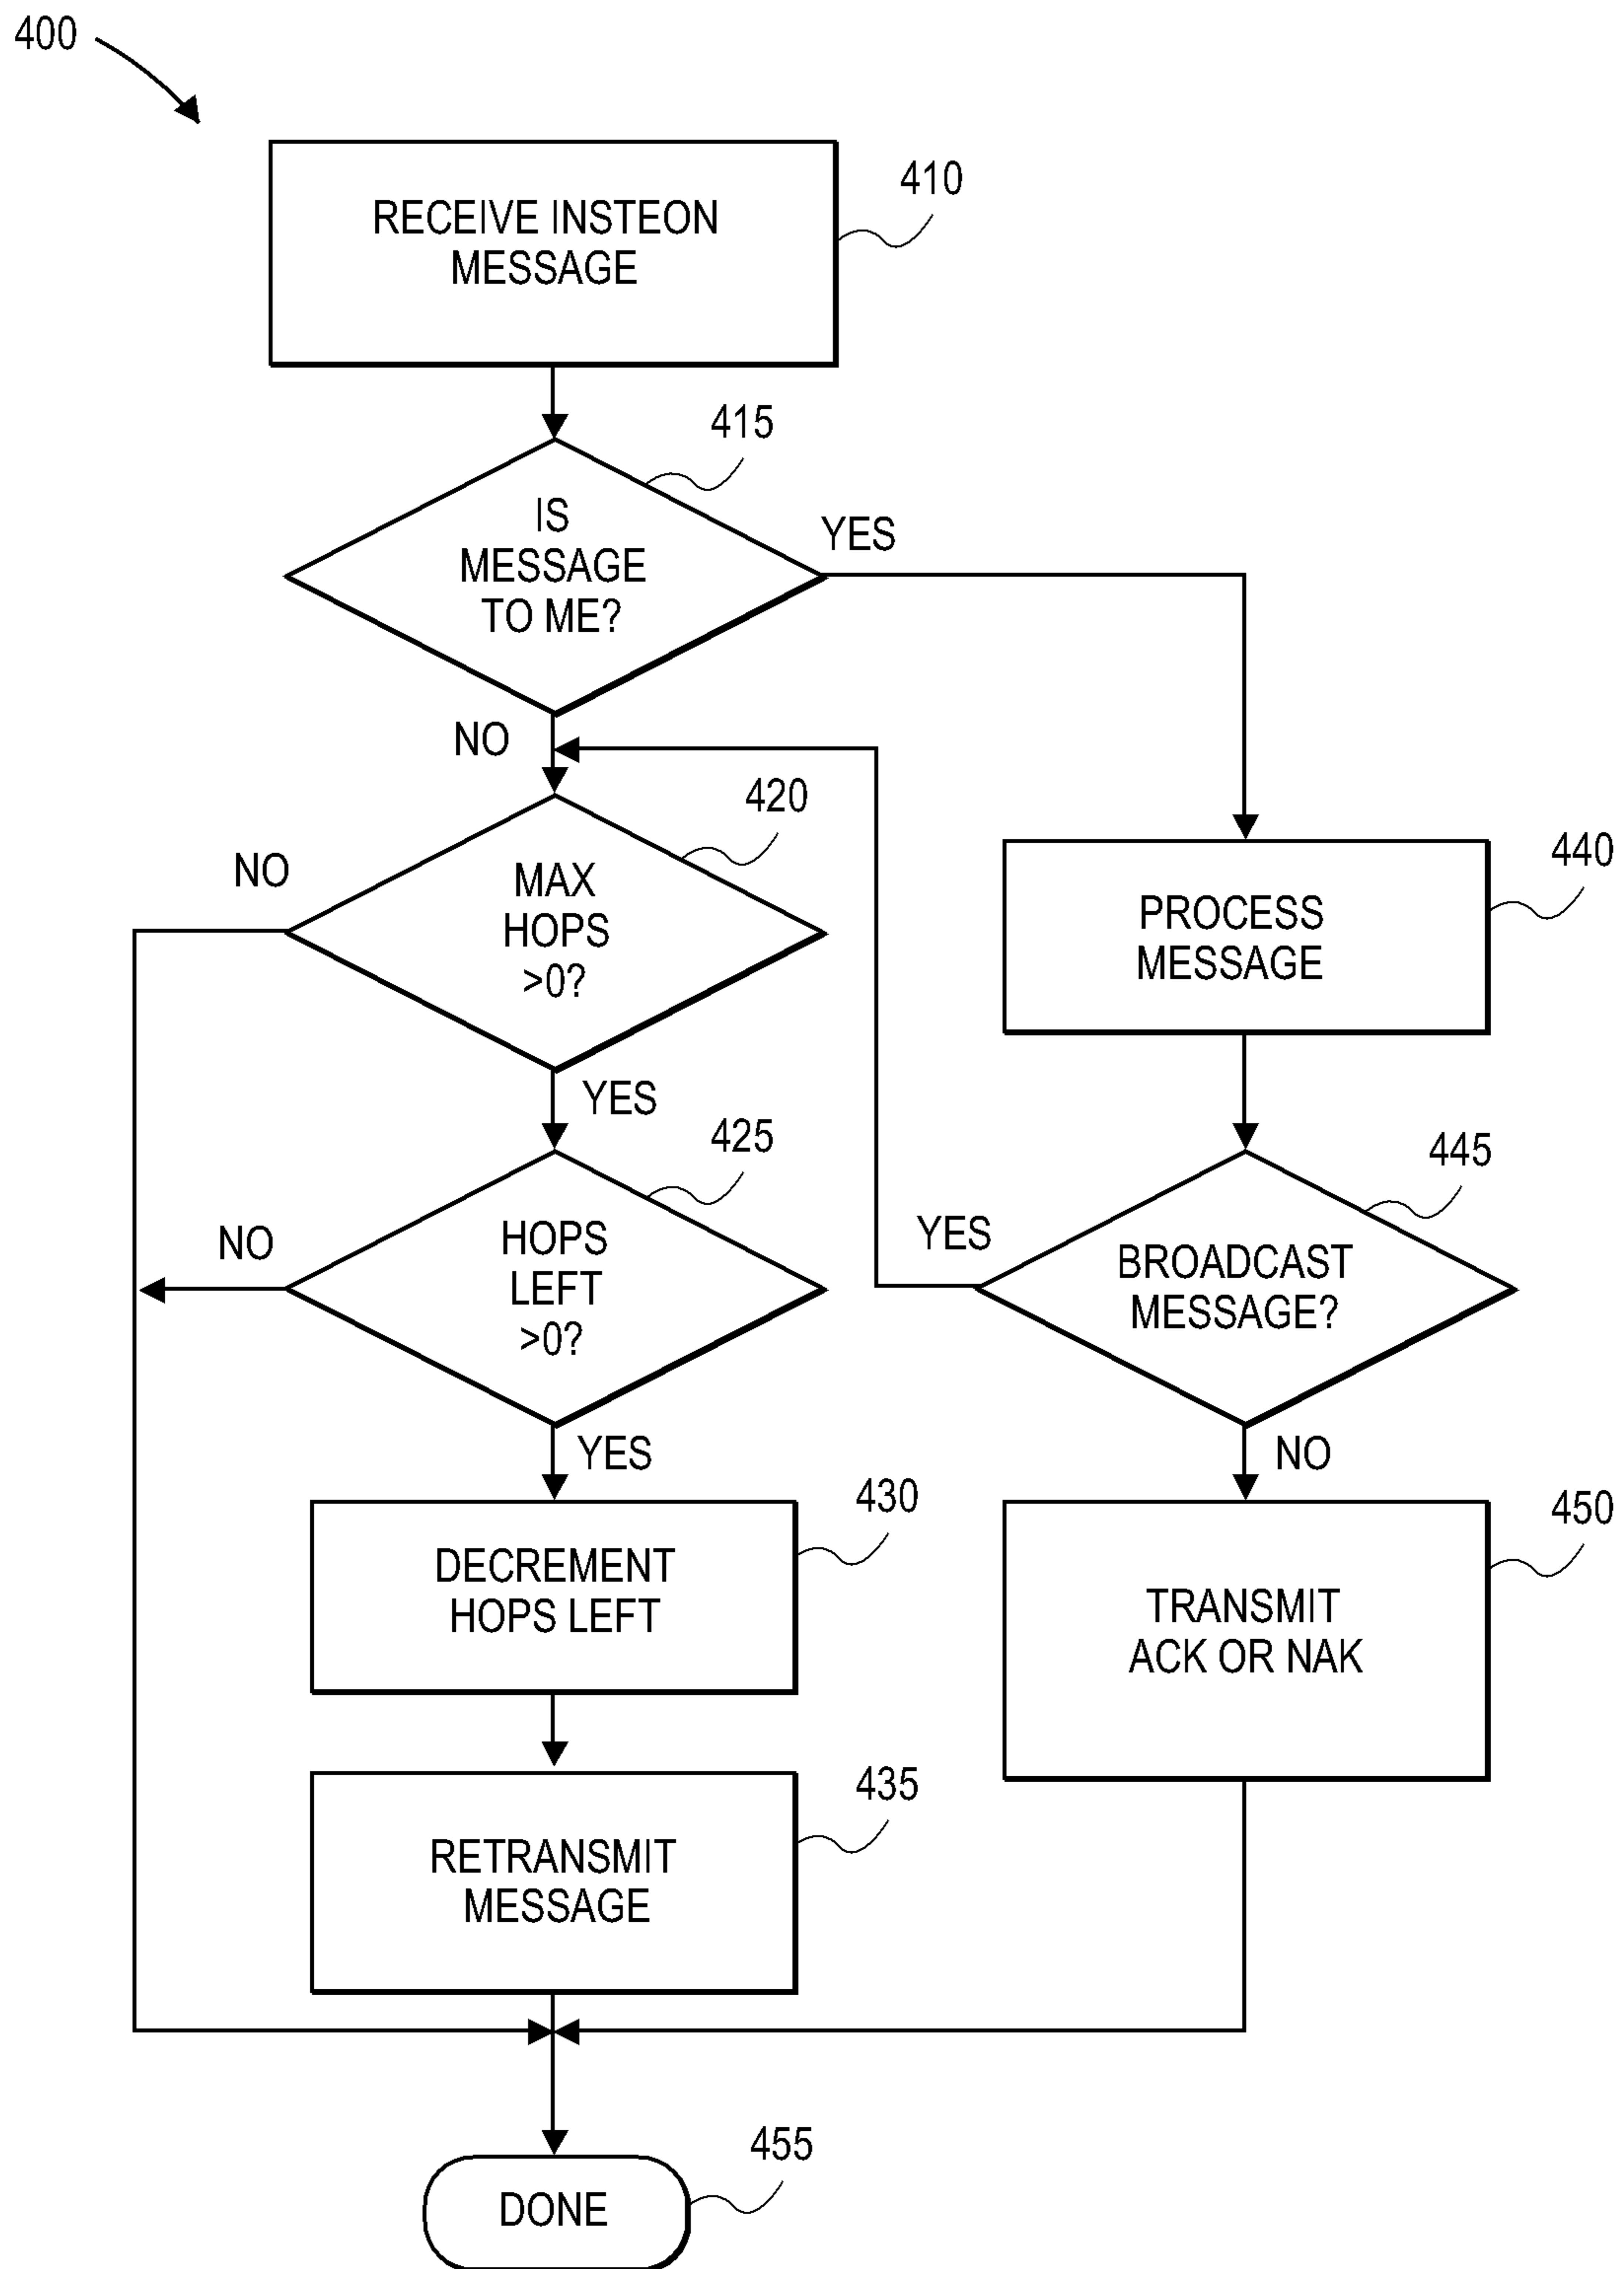 400
RECEIVE INSTEON
MESSAGE
410
IS
MESSAGE
TO ME?
415
YES
NO
MAX
HOPS
>0?
420
NO
YES
PROCESS
MESSAGE
440
HOPS
LEFT
>0?
425
NO
YES
BROADCAST
MESSAGE?
445
YES
NO
DECREMENT
HOPS LEFT
430
TRANSMIT
ACK OR NAK
450
RETRANSMIT
MESSAGE
435
DONE
455